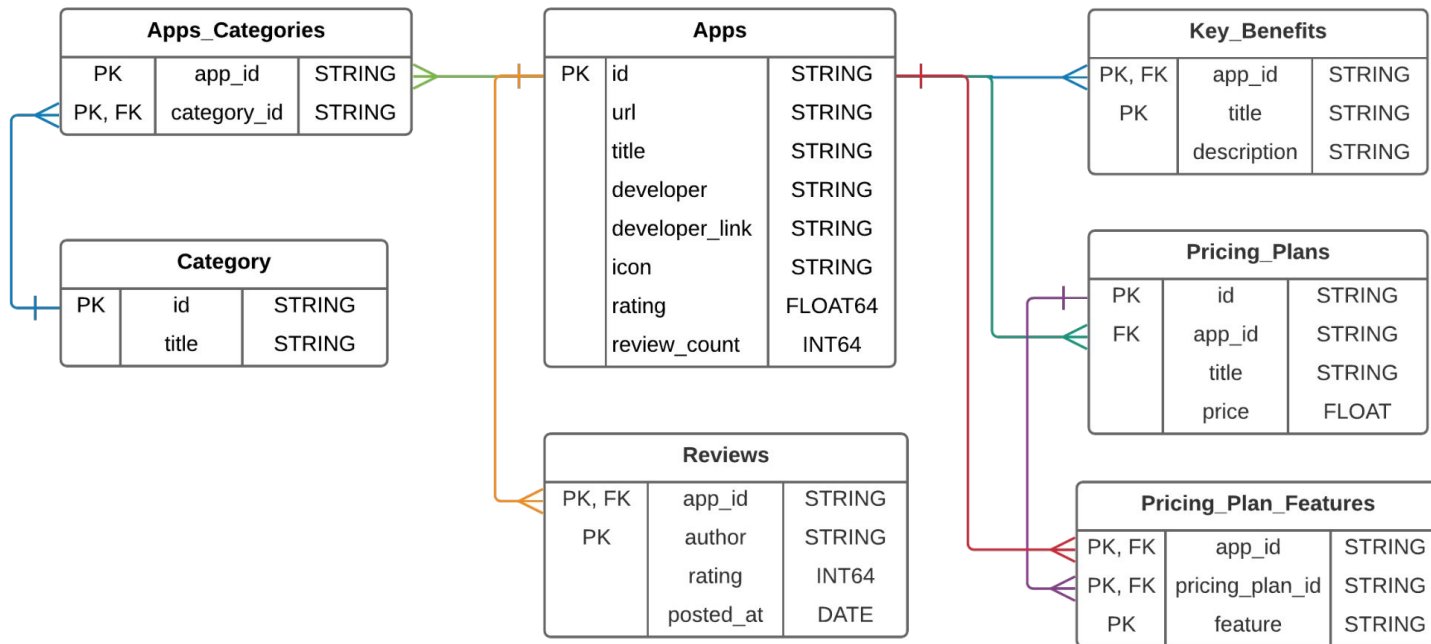 Apps_Categories
PK app_id STRING
PK, FK category_id STRING
Category
PK id STRING
title STRING
Apps
PK id STRING
url STRING
title STRING
developer STRING
developer_link STRING
icon STRING
rating FLOAT64
review_count INT64
Reviews
PK, FK app_id STRING
PK author STRING
rating INT64
posted_at DATE
Key_Benefits
PK, FK app_id STRING
PK title STRING
description STRING
Pricing_Plans
PK id STRING
FK app_id STRING
title STRING
price FLOAT
Pricing_Plan_Features
PK, FK app_id STRING
PK, FK pricing_plan_id STRING
PK feature STRING